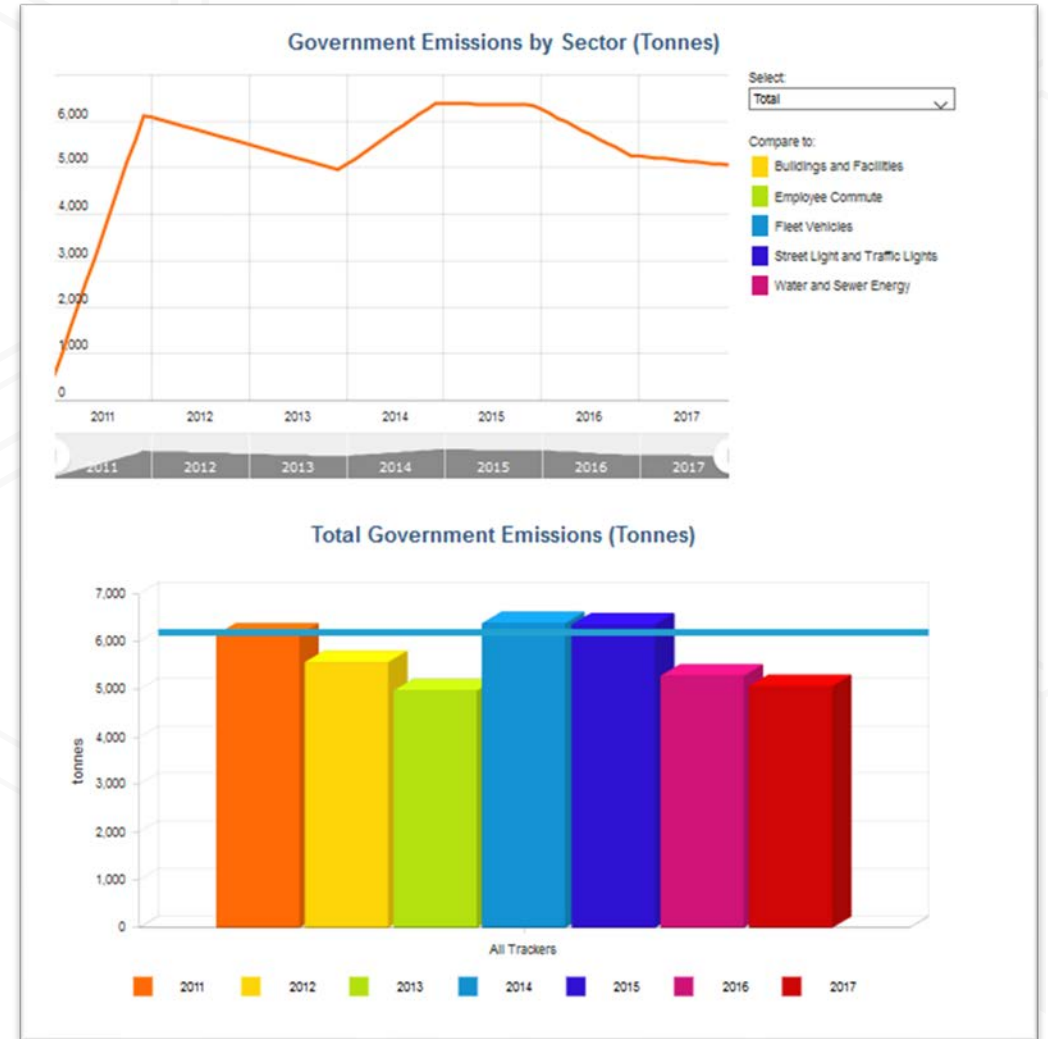 Government Emissions by Sector (Tonnes)
Select:
Total
Compare to:
Buildings and Facilities
Employee Commute
Fleet Vehicles
Street Light and Traffic Lights
Water and Sewer Energy
6,000
5,000
4,000
3,000
2,000
1,000
0
2011 2012 2013 2014 2015 2016 2017
2011 2012 2013 2014 2015 2016 2017
Total Government Emissions (Tonnes)
7,000
6,000
5,000
4,000
3,000
2,000
1,000
0
tonnes
All Trackers
2011 2012 2013 2014 2015 2016 2017